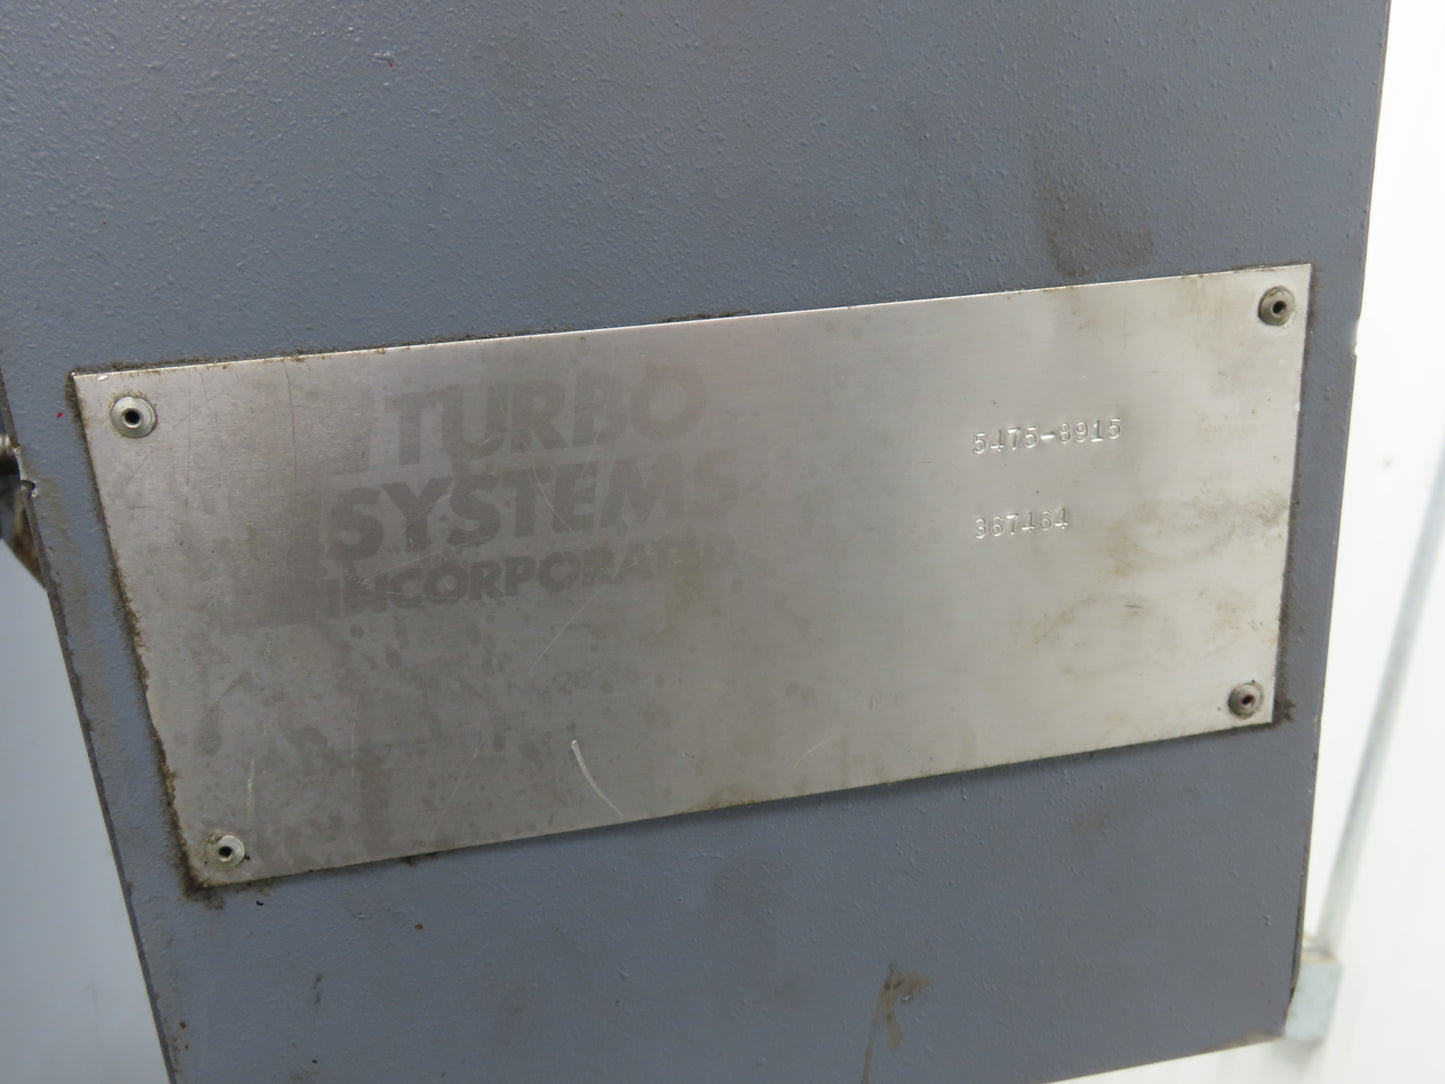 TURBO
SYSTEMS
INCORPORATED
5475-8915
367464